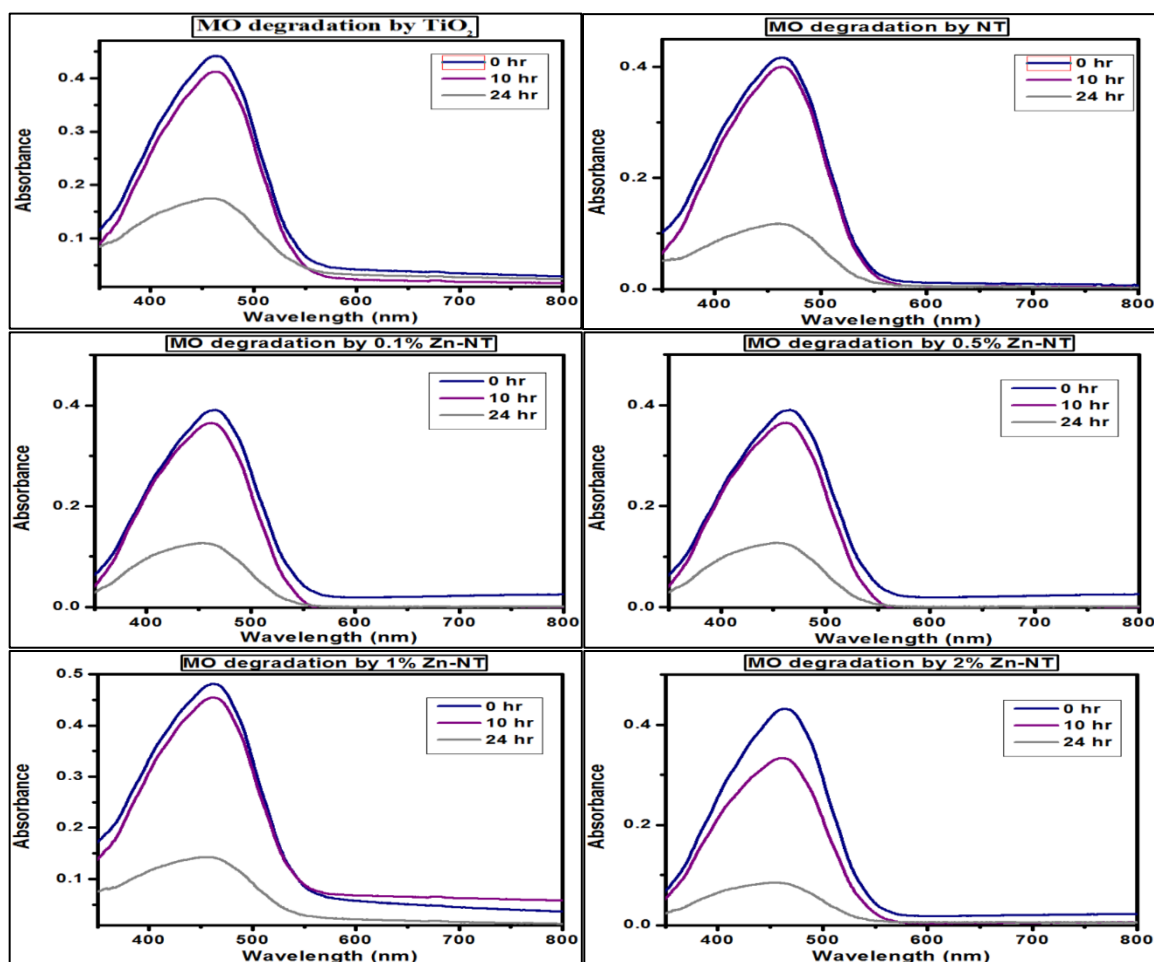 MO degradation by TiO₂
0 hr
10 hr
24 hr
0.4
0.3
0.2
0.1
Absorbance
400 500 600 700 800
Wavelength (nm)
MO degradation by NT
0 hr
10 hr
24 hr
0.4
0.2
0.0
Absorbance
400 500 600 700 800
Wavelength (nm)
MO degradation by 0.1% Zn-NT
0 hr
10 hr
24 hr
0.4
0.2
0.0
Absorbance
400 500 600 700 800
Wavelength (nm)
MO degradation by 0.5% Zn-NT
0 hr
10 hr
24 hr
0.4
0.2
0.0
Absorbance
400 500 600 700 800
Wavelength (nm)
MO degradation by 1% Zn-NT
0 hr
10 hr
24 hr
0.5
0.4
0.3
0.2
0.1
Absorbance
400 500 600 700 800
Wavelength (nm)
MO degradation by 2% Zn-NT
0 hr
10 hr
24 hr
0.4
0.2
0.0
Absorbance
400 500 600 700 800
Wavelength (nm)